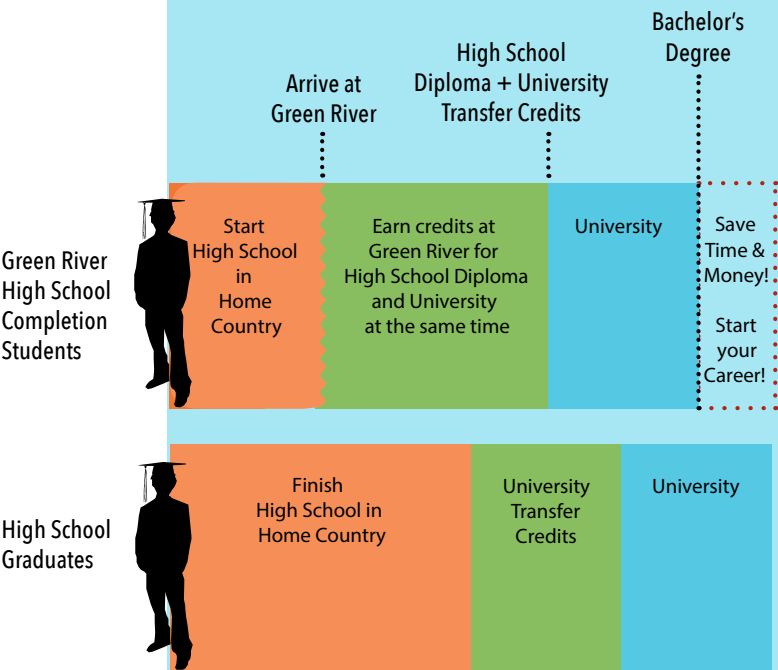 Bachelor's
Degree
High School
Diploma + University
Transfer Credits
Arrive at
Green River
Green River
High School
Completion
Students
Start
High School
in
Home
Country
Earn credits at
Green River for
High School Diploma
and University
at the same time
University
Save
Time &
Money!
Start
your
Career!
High School
Graduates
Finish
High School in
Home Country
University
Transfer
Credits
University